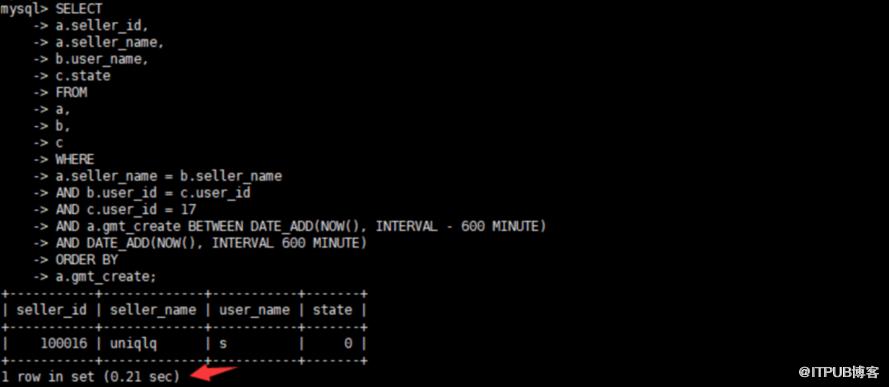 mysql> SELECT
    -> a.seller_id,
    -> a.seller_name,
    -> b.user_name,
    -> c.state
    -> FROM
    -> a,
    -> b,
    -> c
    -> WHERE
    -> a.seller_name = b.seller_name
    -> AND b.user_id = c.user_id
    -> AND c.user_id = 17
    -> AND a.gmt_create BETWEEN DATE_ADD(NOW(), INTERVAL - 600 MINUTE)
    -> AND DATE_ADD(NOW(), INTERVAL 600 MINUTE)
    -> ORDER BY
    -> a.gmt_create;
+-----------+-------------+-----------+-------+
| seller_id | seller_name | user_name | state |
+-----------+-------------+-----------+-------+
|    100016 | uniqlq      | s         |     0 |
+-----------+-------------+-----------+-------+
1 row in set (0.21 sec)
@ITPUB博客